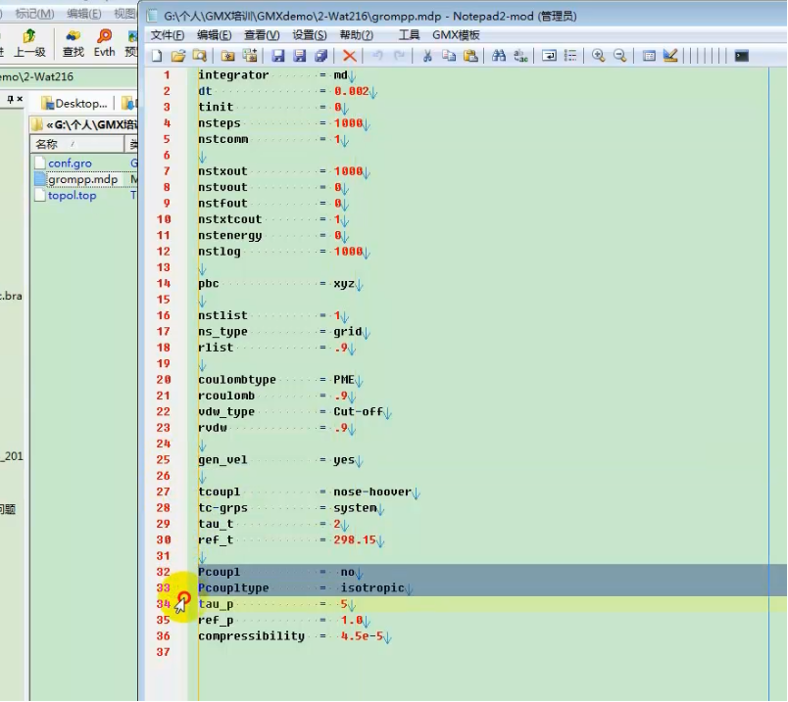 G:\个人\GMX培训\GMXdemo\2-Wat216\grompp.mdp - Notepad2-mod (管理员)
标记(M) 编辑(E) 视图
文件(F) 编辑(E) 查看(V) 设置(S) 帮助(?) 工具 GMX模板
上一级 查找 Evth
emo\2-Wat216
Desktop...
«G:\个人\GMX培
名称
conf.gro
grompp.mdp
topol.top
c.bra
_201
问题
1 integrator = md
2 dt = 0.002
3 tinit = 0
4 nsteps = 1000
5 nstcomm = 1
6
7 nstxout = 1000
8 nstvout = 0
9 nstfout = 0
10 nstxtcout = 1
11 nstenergy = 0
12 nstlog = 1000
13
14 pbc = xyz
15
16 nstlist = 1
17 ns_type = grid
18 rlist = .9
19
20 coulombtype = PME
21 rcoulomb = .9
22 vdw_type = Cut-off
23 rvdw = .9
24
25 gen_vel = yes
26
27 tcoupl = nose-hoover
28 tc-grps = system
29 tau_t = 2
30 ref_t = 298.15
31
32 Pcoupl = no
33 Pcoupltype = isotropic
34 tau_p = 5
35 ref_p = 1.0
36 compressibility = 4.5e-5
37